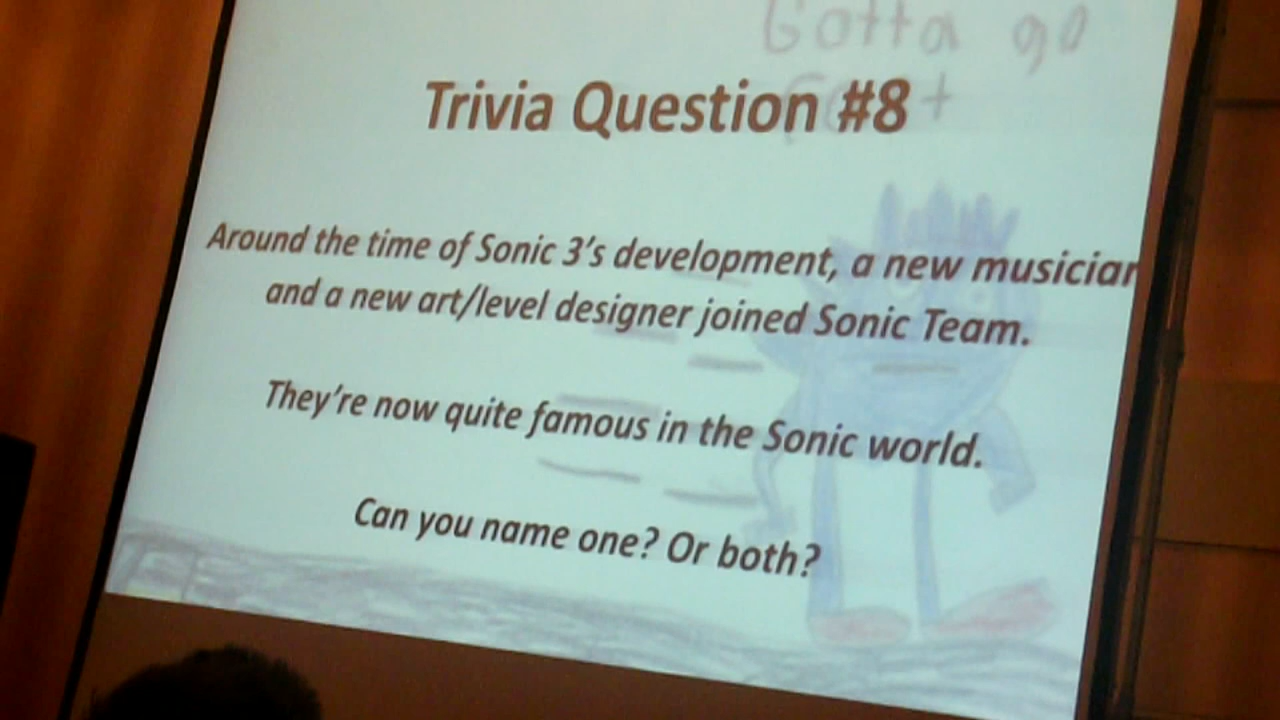 Gotta go
Trivia Question #8
Around the time of Sonic 3's development, a new musician
and a new art/level designer joined Sonic Team.
They're now quite famous in the Sonic world.
Can you name one? Or both?